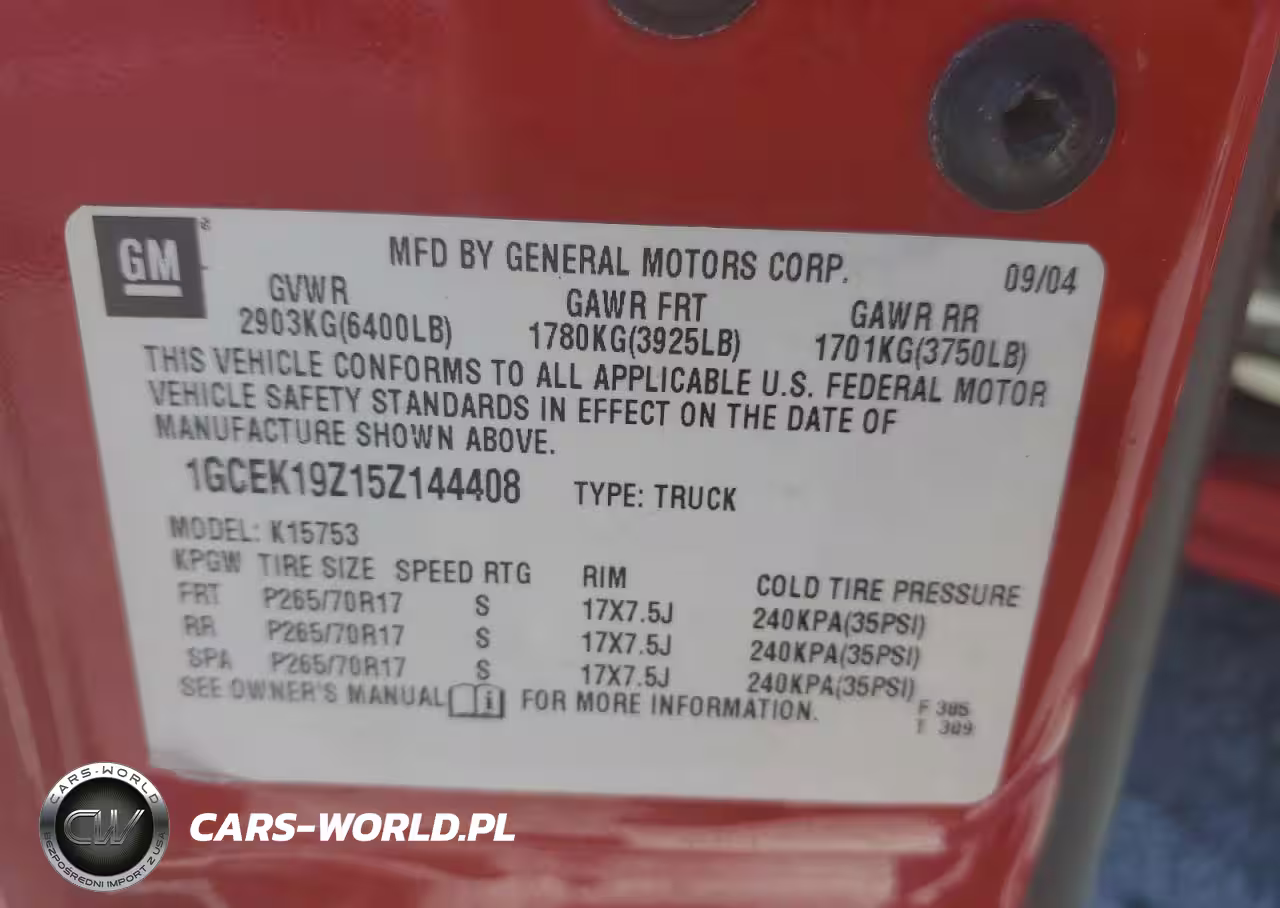 GM
MFD BY GENERAL MOTORS CORP.
09/04
GVWR GAWR FRT GAWR RR
2903KG(6400LB) 1780KG(3925LB) 1701KG(3750LB)
THIS VEHICLE CONFORMS TO ALL APPLICABLE U.S. FEDERAL MOTOR
VEHICLE SAFETY STANDARDS IN EFFECT ON THE DATE OF
MANUFACTURE SHOWN ABOVE.
1GCEK19Z15Z144408 TYPE: TRUCK
MODEL: K15753
KPGW TIRE SIZE SPEED RTG RIM COLD TIRE PRESSURE
FRT P265/70R17 S 17X7.5J 240KPA(35PSI)
RR P265/70R17 S 17X7.5J 240KPA(35PSI)
SPA P265/70R17 S 17X7.5J 240KPA(35PSI)
SEE OWNER'S MANUAL i FOR MORE INFORMATION.
CARS-WORLD
CW
BEZPOŚREDNI IMPORT Z USA
CARS-WORLD.PL